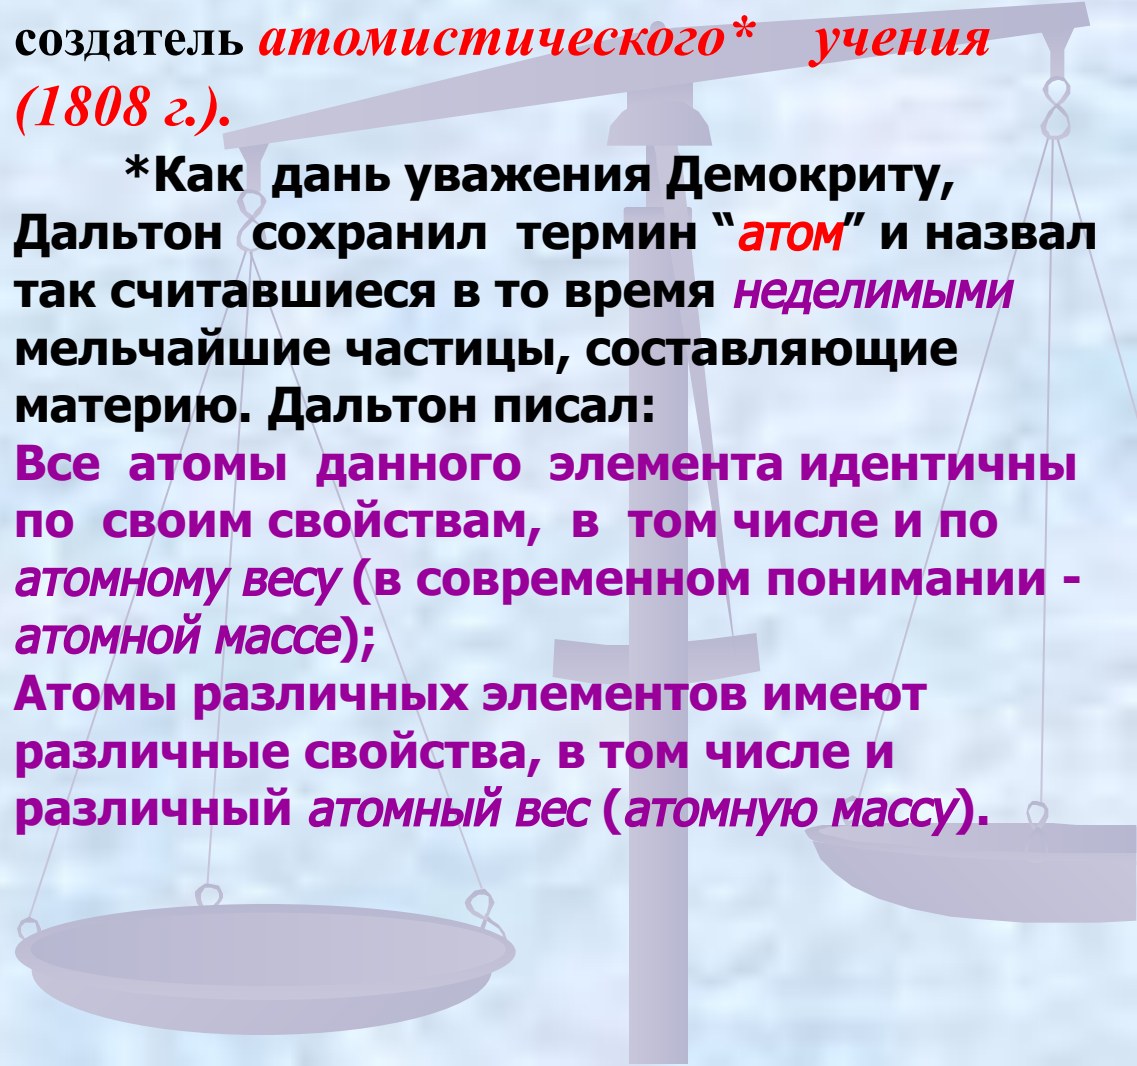 создатель атомистического* учения
(1808 г.).
*Как дань уважения Демокриту,
Дальтон сохранил термин “атом” и назвал
так считавшиеся в то время неделимыми
мельчайшие частицы, составляющие
материю. Дальтон писал:
Все атомы данного элемента идентичны
по своим свойствам, в том числе и по
атомному весу (в современном понимании -
атомной массе);
Атомы различных элементов имеют
различные свойства, в том числе и
различный атомный вес (атомную массу).